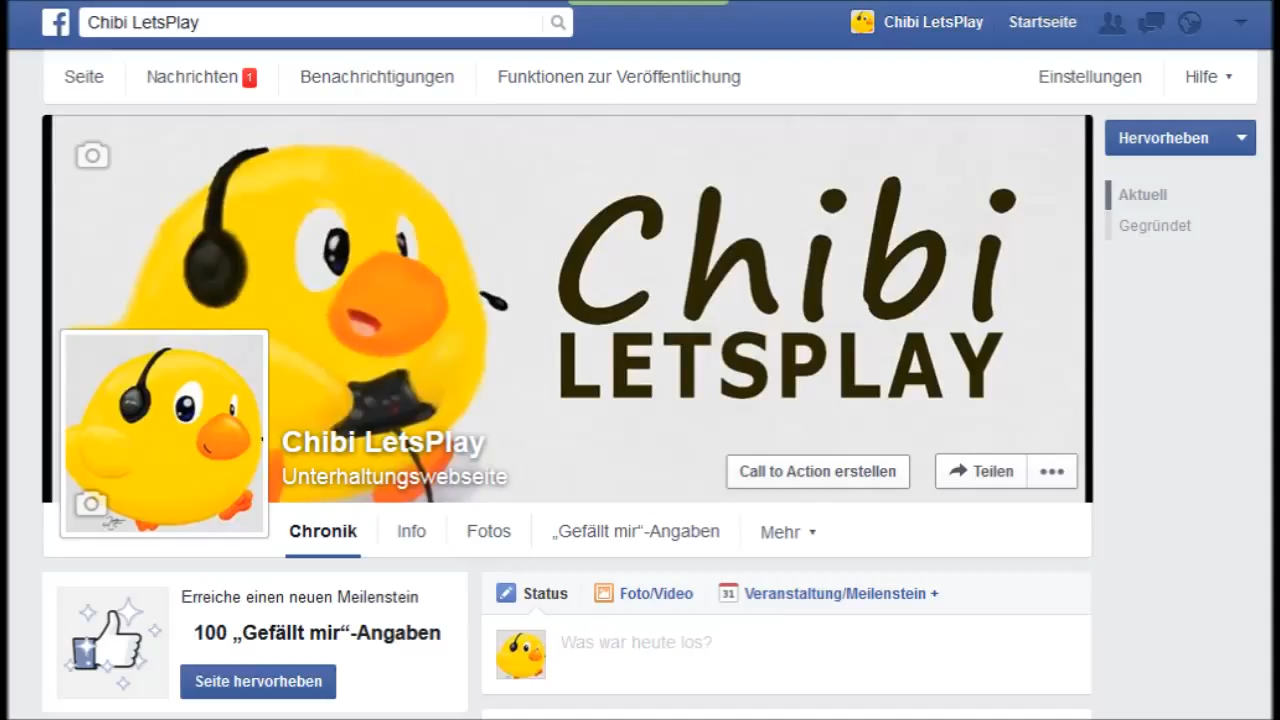 Chibi LetsPlay
Chibi LetsPlay Startseite
Seite Nachrichten 1 Benachrichtigungen Funktionen zur Veröffentlichung Einstellungen Hilfe
Hervorheben
Aktuell
Gegründet
Chibi
LETSPLAY
Chibi LetsPlay
Unterhaltungswebseite
Call to Action erstellen Teilen
Chronik Info Fotos „Gefällt mir“-Angaben Mehr
Erreiche einen neuen Meilenstein
100 „Gefällt mir“-Angaben
Seite hervorheben
Status Foto/Video 31 Veranstaltung/Meilenstein +
Was war heute los?